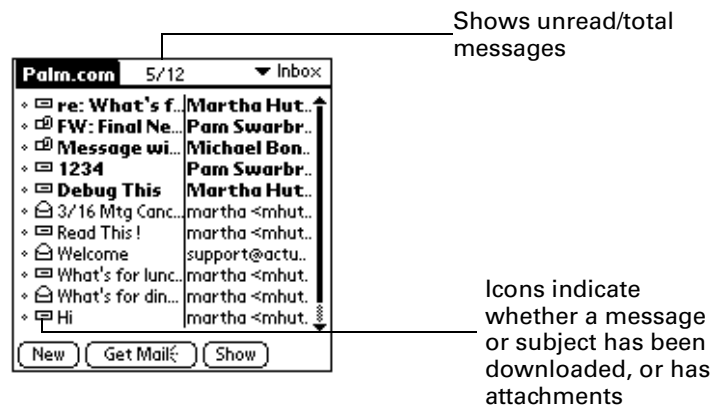 Shows unread/total
messages
Palm.com 5/12 Inbox
re: What's f.. Martha Hut..
FW: Final Ne... Pam Swarbr..
Message wi... Michael Bon..
1234 Pam Swarbr..
Debug This Martha Hut..
3/16 Mtg Canc... martha <mhut..
Read This! martha <mhut..
Welcome support@actu..
What's for lunc.. martha <mhut.
What's for din... martha <mhut.
Hi martha <mhut.
New Get Mail Show
Icons indicate
whether a message
or subject has been
downloaded, or has
attachments